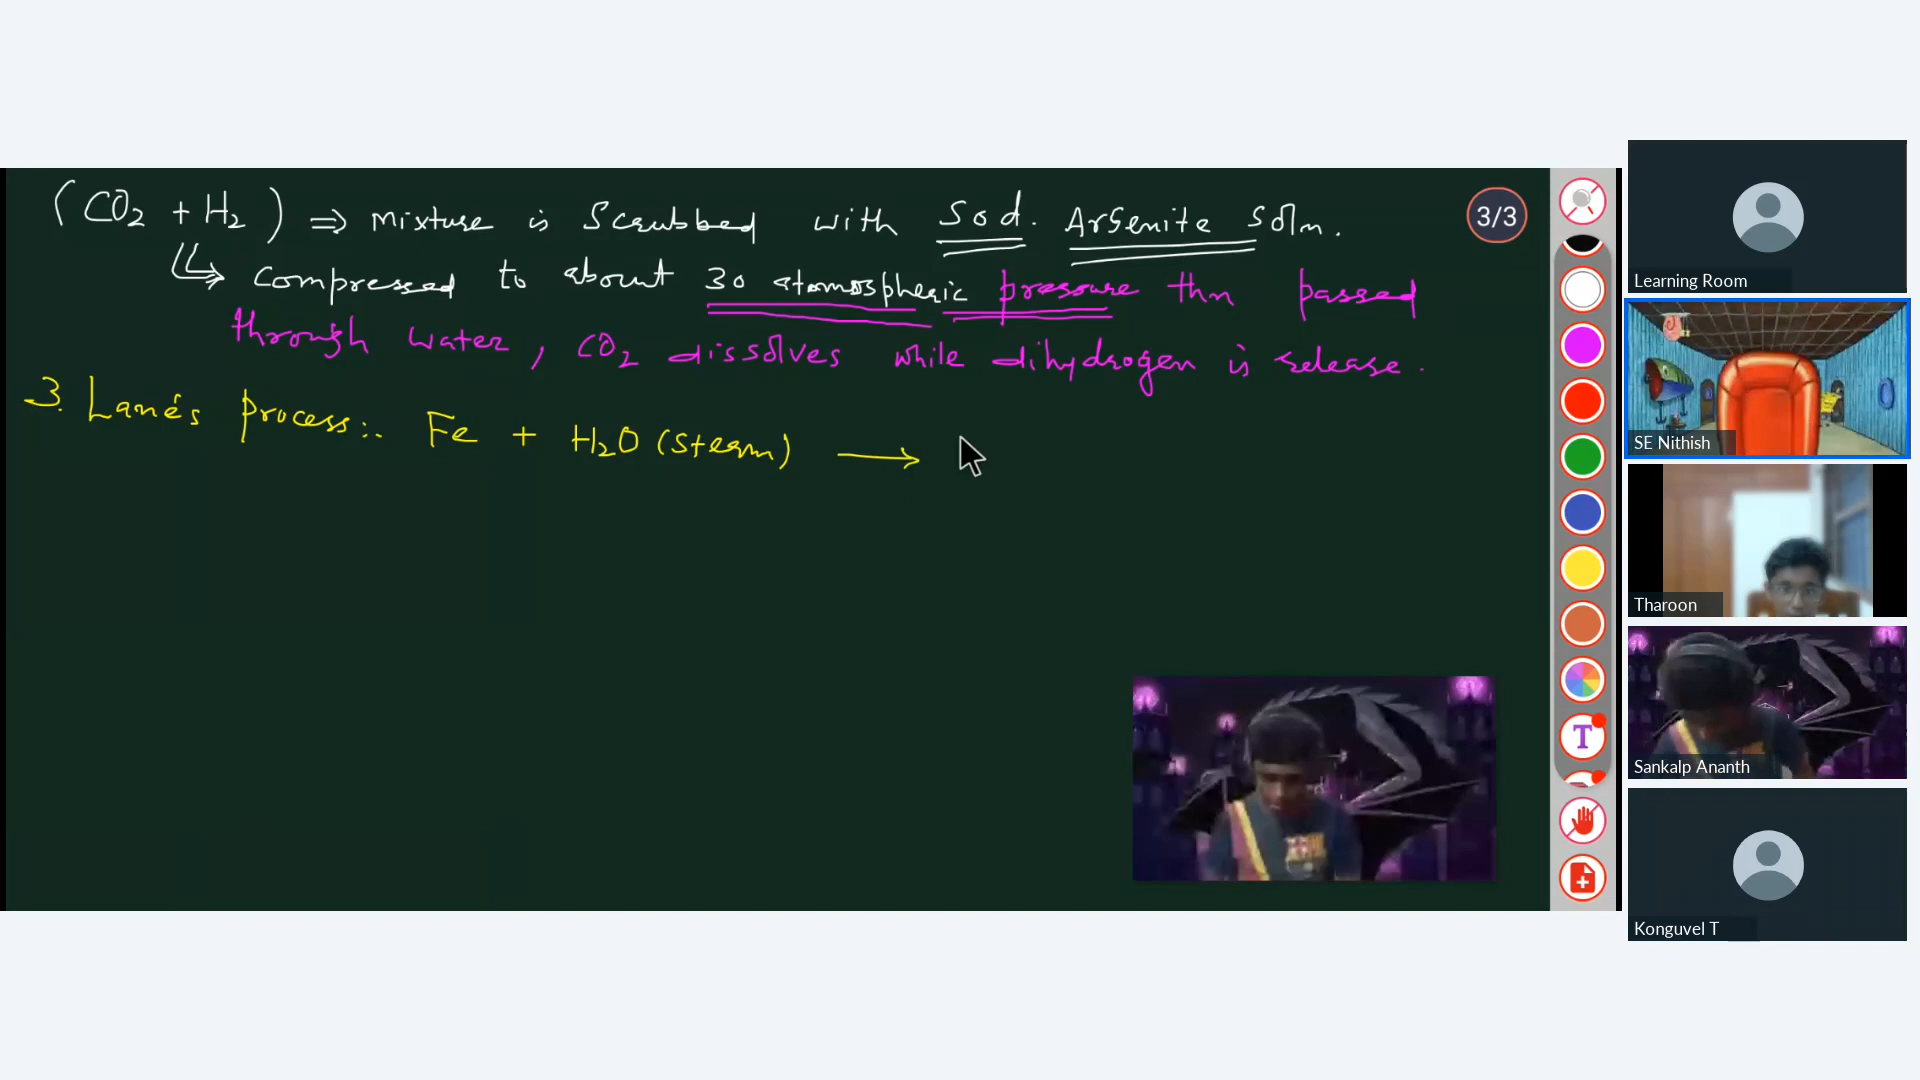 (CO2 + H2) ⇒ Mixture is Scrubbed with Sod. Arsenite Soln.
3/3
Compressed to about 30 atomospheric pressure thn passed
through water, CO2 dissolves while dihydrogen is release.
3. Lane's Process:- Fe + H2O (Steam) →
T
Learning Room
SE Nithish
Tharoon
Sankalp Ananth
Konguvel T